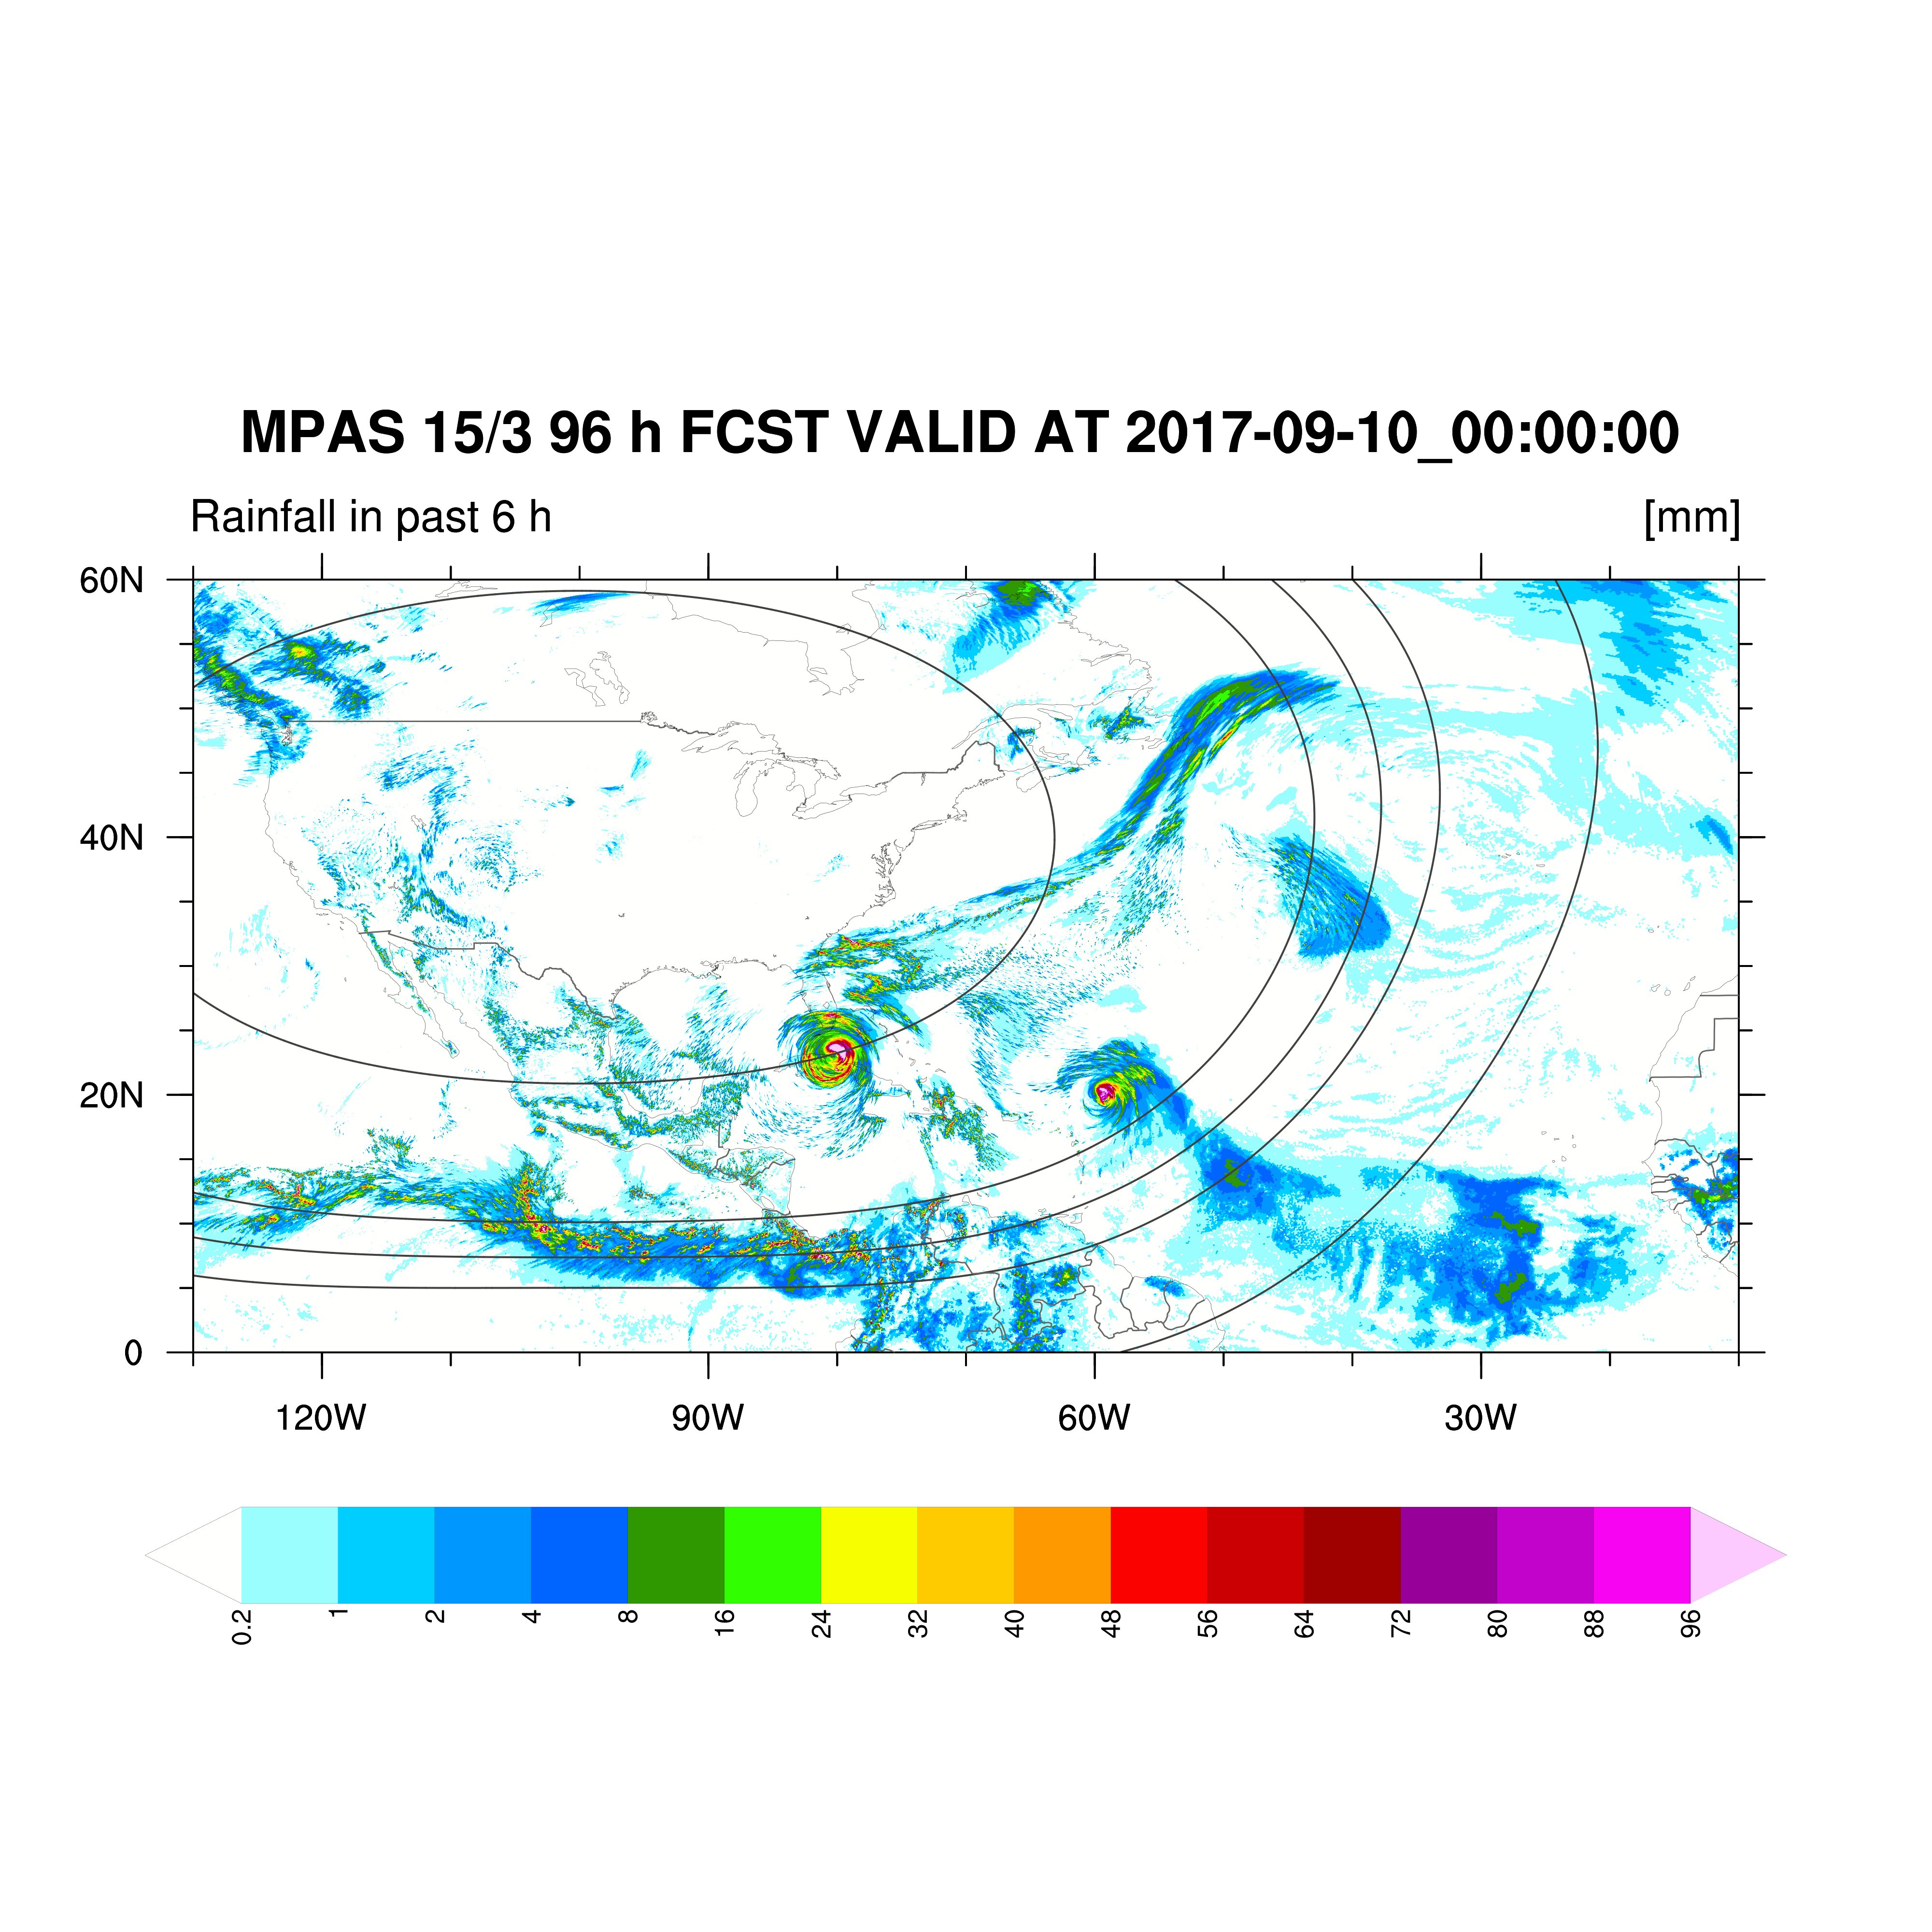 MPAS 15/3 96 h FCST VALID AT 2017-09-10_00:00:00
Rainfall in past 6 h [mm]
60N
40N
20N
0
120W 90W 60W 30W
0.2 1 2 4 8 16 24 32 40 48 56 64 72 80 88 96